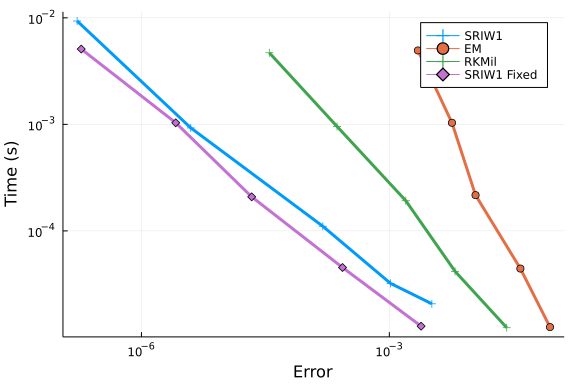 10⁻²
SRIW1
EM
RKMil
SRIW1 Fixed
10⁻³
Time (s)
10⁻⁴
10⁻⁶
10⁻³
Error